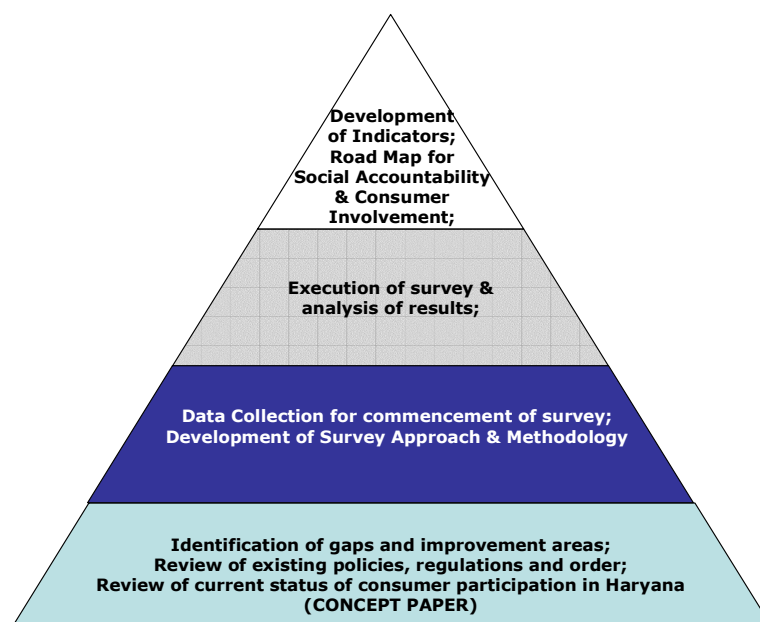 Development
of Indicators;
Road Map for
Social Accountability
& Consumer
Involvement;
Execution of survey &
analysis of results;
Data Collection for commencement of survey;
Development of Survey Approach & Methodology
Identification of gaps and improvement areas;
Review of existing policies, regulations and order;
Review of current status of consumer participation in Haryana
(CONCEPT PAPER)